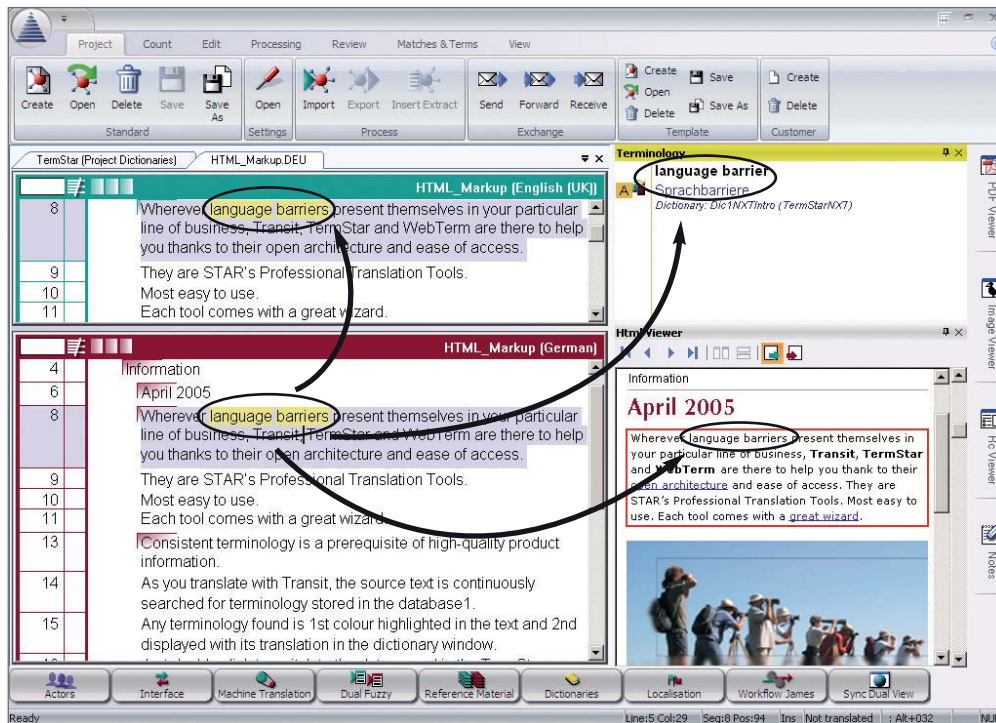 Project Count Edit Processing Review Matches & Terms View
Create Open Delete Save Save As
Standard
Open
Settings
Import Export Insert Extract
Process
Send Forward Receive
Exchange
Create Save
Open
Delete Save As
Template
Create
Delete
Customer
TermStar (Project Dictionaries) HTML_Markup.DEU
HTML_Markup (English (UK))
8 Wherever language barriers present themselves in your particular
line of business, Transit, TermStar and WebTerm are there to help
you thanks to their open architecture and ease of access.
9 They are STAR's Professional Translation Tools.
10 Most easy to use.
11 Each tool comes with a great wizard.
HTML_Markup (German)
4 Information
6 April 2005
8 Wherever language barriers present themselves in your particular
line of business, Transit, TermStar and WebTerm are there to help
you thanks to their open architecture and ease of access.
9 They are STAR's Professional Translation Tools.
10 Most easy to use.
11 Each tool comes with a great wizard.
13 Consistent terminology is a prerequisite of high-quality product
information.
14 As you translate with Transit, the source text is continuously
searched for terminology stored in the database1.
15 Any terminology found is 1st colour highlighted in the text and 2nd
displayed with its translation in the dictionary window.
Terminology
language barrier
A Sprachbarriere
Dictionary: Dic1NXTIntro (TermStarNXT)
HtmlViewer
Information
April 2005
Wherever language barriers present themselves in
your particular line of business, Transit, TermStar
and WebTerm are there to help you thank to their
open architecture and ease of access. They are
STAR's Professional Translation Tools. Most easy to
use. Each tool comes with a great wizard.
PDF Viewer
Image Viewer
Hc Viewer
Notes
Actors Interface Machine Translation Dual Fuzzy Reference Material Dictionaries Localisation Workflow James Sync Dual View
Ready Line:5 Col:29 Seg:8 Pos:94 Ins Not translated : Alt+032 NU